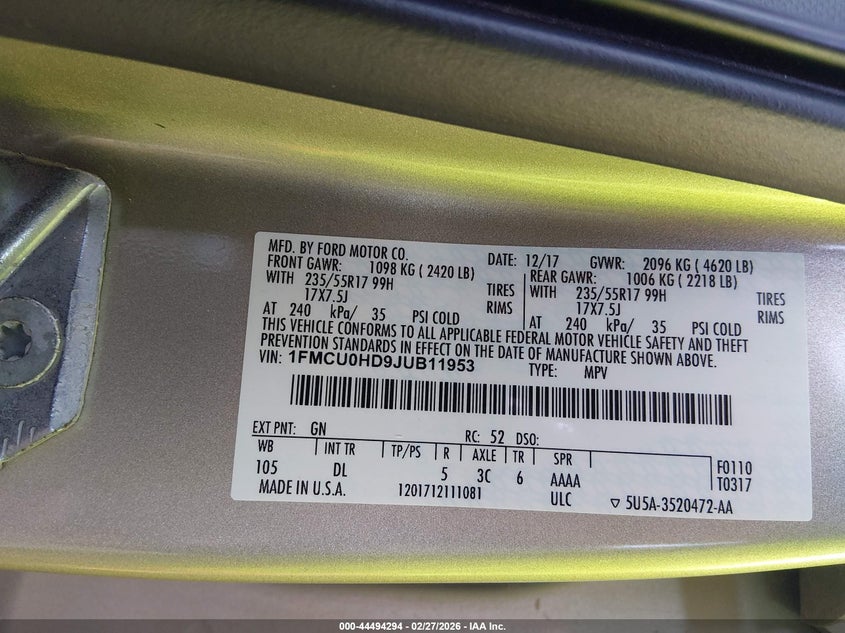 MFD. BY FORD MOTOR CO. DATE: 12/17 GVWR: 2096 KG ( 4620 LB)
FRONT GAWR: 1098 KG ( 2420 LB) REAR GAWR: 1006 KG ( 2218 LB)
WITH 235/55R17 99H TIRES WITH 235/55R17 99H TIRES
17X7.5J RIMS 17X7.5J RIMS
AT 240 kPa/ 35 PSI COLD AT 240 kPa/ 35 PSI COLD
THIS VEHICLE CONFORMS TO ALL APPLICABLE FEDERAL MOTOR VEHICLE SAFETY AND THEFT
PREVENTION STANDARDS IN EFFECT ON THE DATE OF MANUFACTURE SHOWN ABOVE.
VIN: 1FMCU0HD9JUB11953 TYPE: MPV
EXT PNT: GN RC: 52 DSO:
WB INT TR TP/PS R AXLE TR SPR F0110
105 DL 5 3C 6 AAAA T0317
MADE IN U.S.A. 1201712111081 ULC 5U5A-3520472-AA
000-44494294 - 02/27/2026 - IAA Inc.